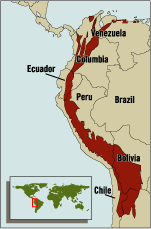 Venezuela
Columbia
Ecuador
Peru
Brazil
Bolivia
Chile